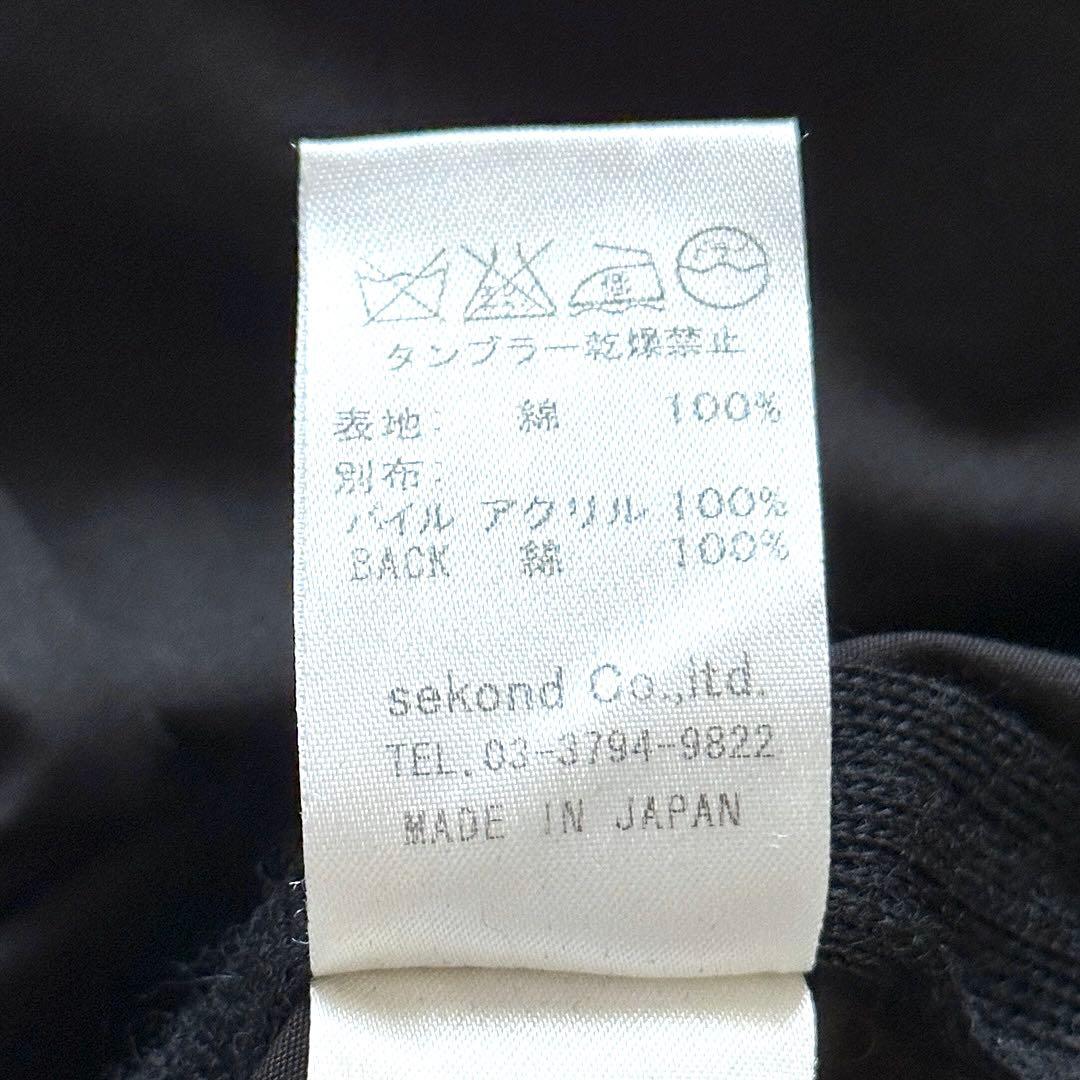 低
タンブラー乾燥禁止
表地: 綿 100%
別布:
パイル アクリル 100%
BACK 綿 100%
sekond Co.,ltd.
TEL.03-3794-9822
MADE IN JAPAN